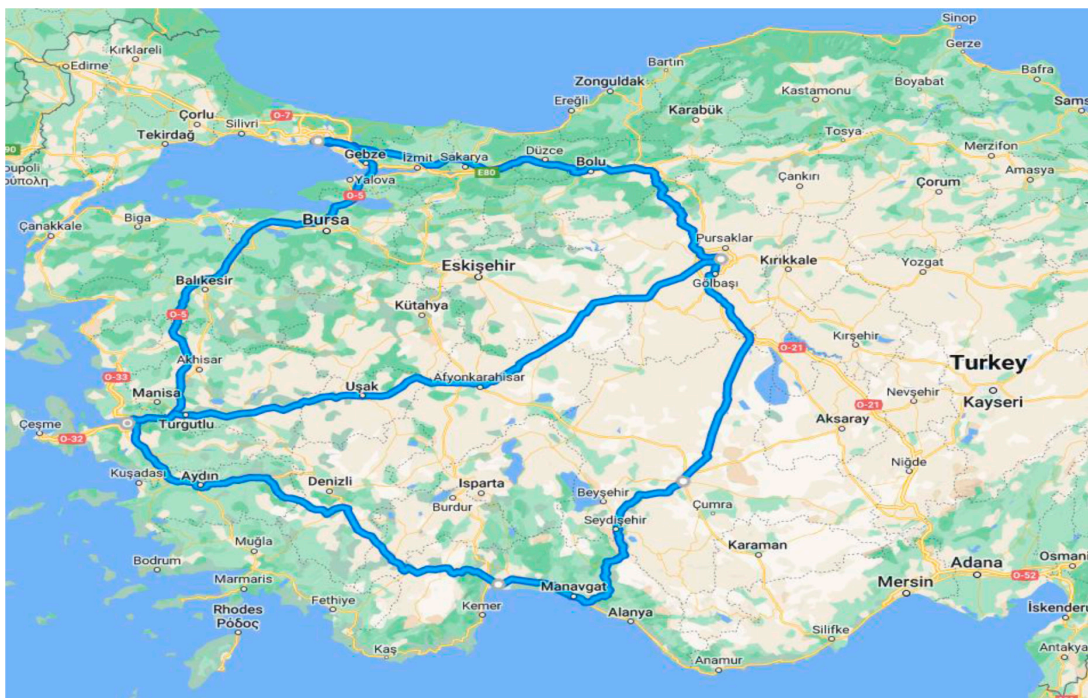 Sinop
Kırklareli
Gerze
Edirne
Bartın
Zonguldak
Bafra
Boyabat
Kastamonu
Ereğli
Karabük
Sams
Çorlu
O-7
Silivri
Tekirdağ
Tosya
Merzifon
90
Düzce
Gebze
İzmit
Sakarya
Bolu
Amasya
oupoli
ούπολη
E80
Çankırı
Yalova
Çorum
O-5
Biga
Bursa
Çanakkale
Pursaklar
Eskişehir
Kırıkkale
Yozgat
Balıkesir
Gölbaşı
Kütahya
O-5
Kırşehir
O-21
Akhisar
Turkey
O-33
Afyonkarahisar
Manisa
Uşak
Nevşehir
Kayseri
O-21
Turgutlu
Aksaray
Çeşme
O-32
Niğde
Kuşadası
Aydın
Denizli
Isparta
Beyşehir
Burdur
Çumra
Seydişehir
Karaman
Muğla
Adana
Osmani
Bodrum
O-52
Marmaris
Manavgat
Mersin
Rhodes
Ρόδος
Fethiye
Kemer
Alanya
İskenderu
Silifke
Kaş
Antakya
Anamur